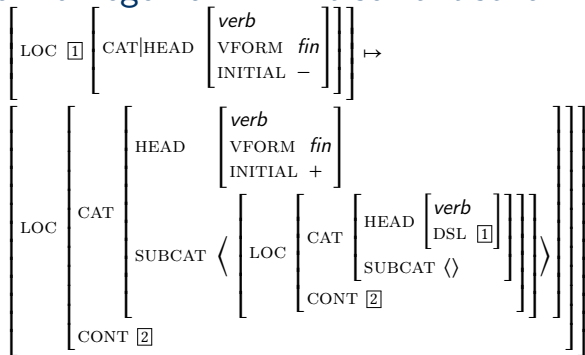 verb
LOC 1 CAT|HEAD VFORM fin ↦
INITIAL −
verb
HEAD VFORM fin
INITIAL +
CAT
LOC
HEAD verb
DSL 1
CAT
SUBCAT ⟨ LOC SUBCAT ⟨⟩ ⟩
CONT 2
CONT 2